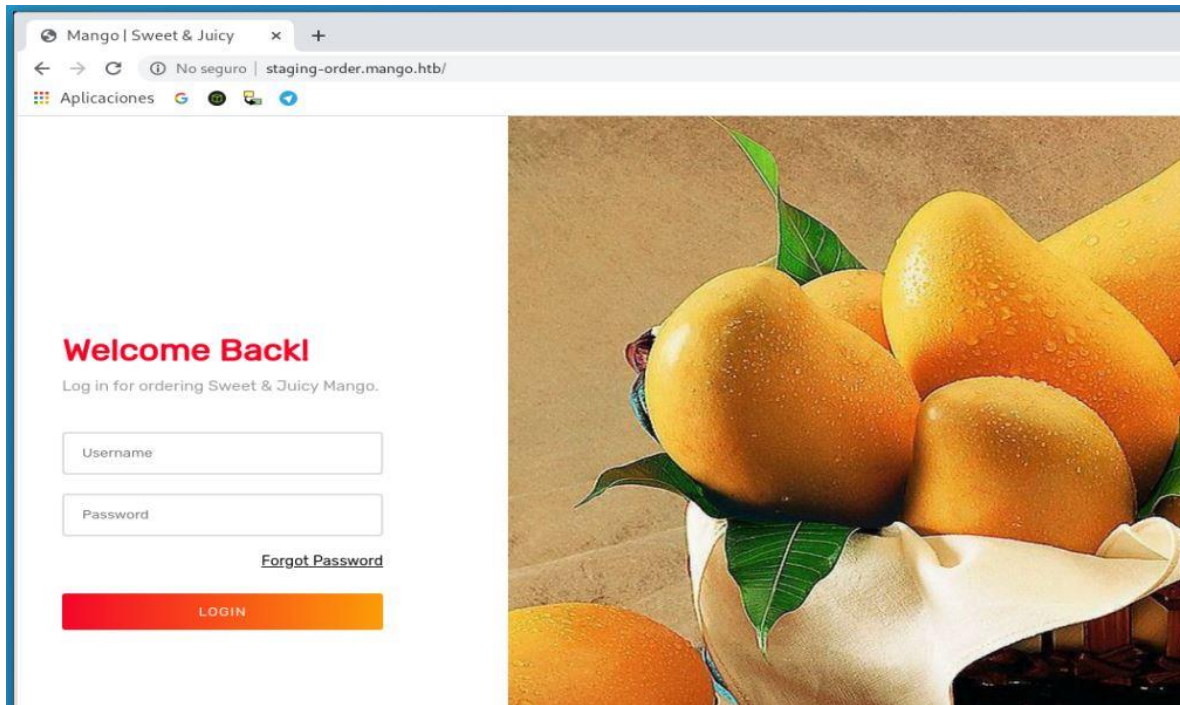 Mango | Sweet & Juicy
No seguro | staging-order.mango.htb/
Aplicaciones
Welcome Back!
Log in for ordering Sweet & Juicy Mango.
Username
Password
Forgot Password
LOGIN